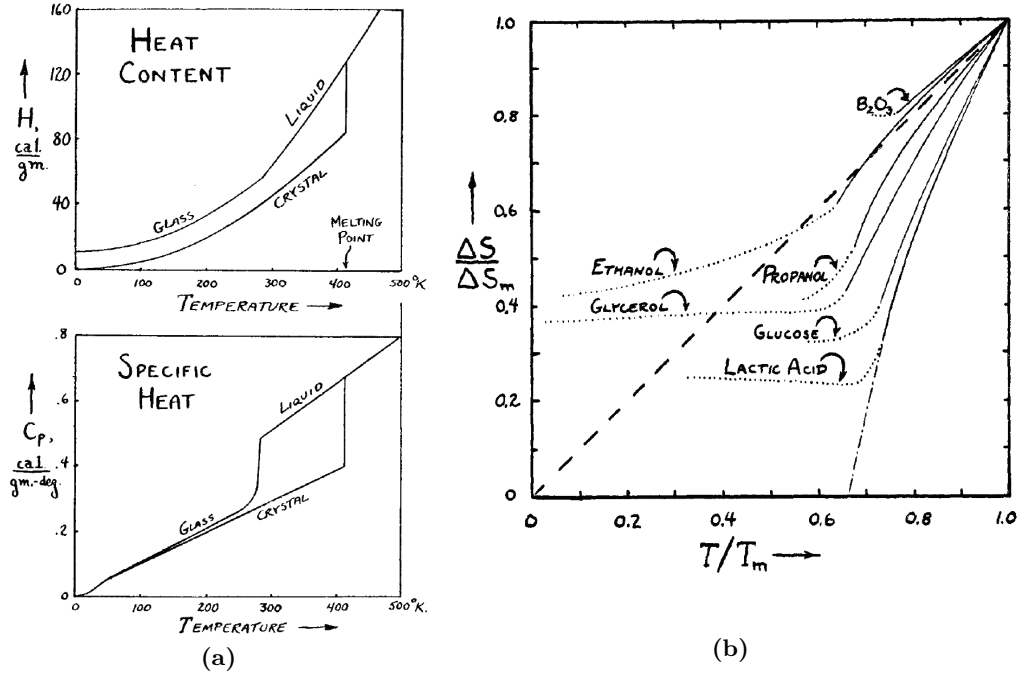 160
120
80
40
0
HEAT
CONTENT
H,
cal.
gm.
LIQUID
GLASS
CRYSTAL
MELTING
POINT
0 100 200 300 400 500°K.
TEMPERATURE
.8
.6
.4
.2
0
SPECIFIC
HEAT
Cp,
cal.
gm.-deg.
LIQUID
GLASS
CRYSTAL
0 100 200 300 400 500°K.
TEMPERATURE
(a)
1.0
0.8
0.6
0.4
0.2
0
ΔS
ΔSm
B2O3
ETHANOL
PROPANOL
GLYCEROL
GLUCOSE
LACTIC ACID
0 0.2 0.4 0.6 0.8 1.0
T/Tm
(b)